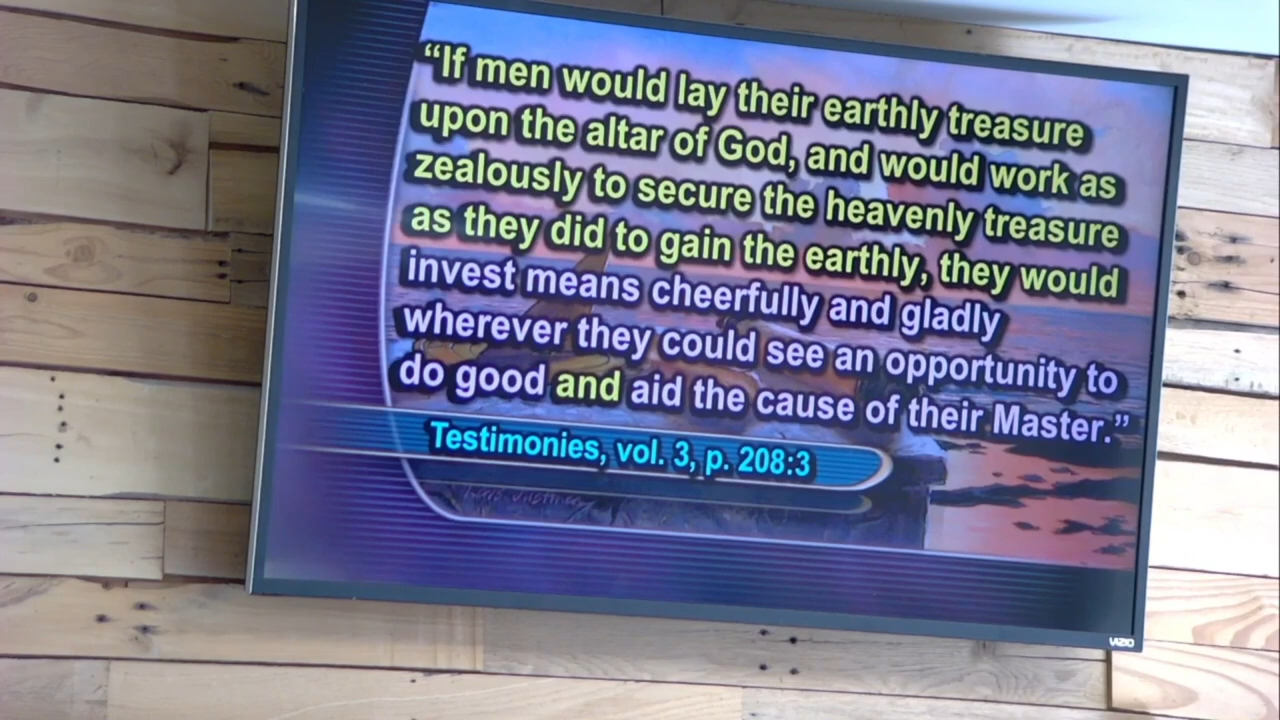 “If men would lay their earthly treasure
upon the altar of God, and would work as
zealously to secure the heavenly treasure
as they did to gain the earthly, they would
invest means cheerfully and gladly
wherever they could see an opportunity to
do good and aid the cause of their Master.”
Testimonies, vol. 3, p. 208:3
VIZIO